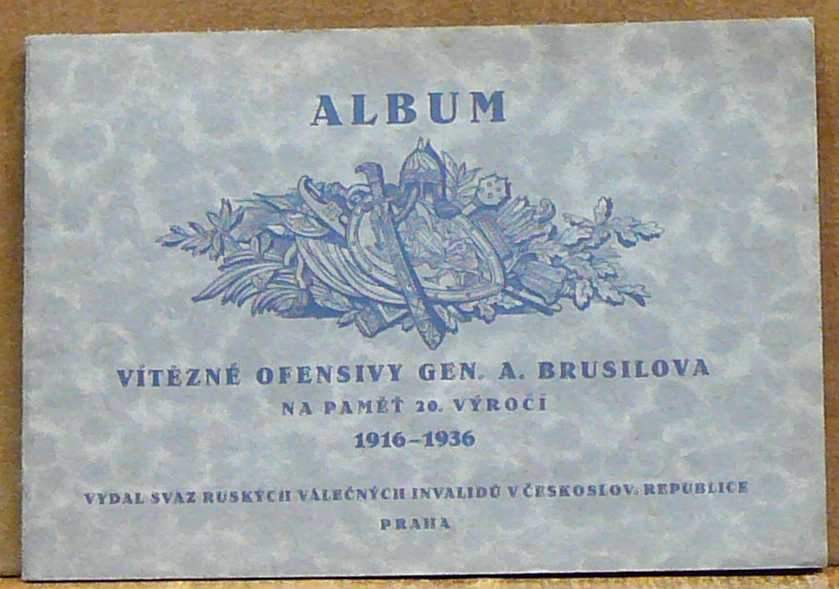 ALBUM
VÍTĚZNÉ OFENSIVY GEN. A. BRUSILOVA
NA PAMĚŤ 20. VÝROČÍ
1916–1936
VYDAL SVAZ RUSKÝCH VÁLEČNÝCH INVALIDŮ V ČESKOSLOV. REPUBLICE
PRAHA